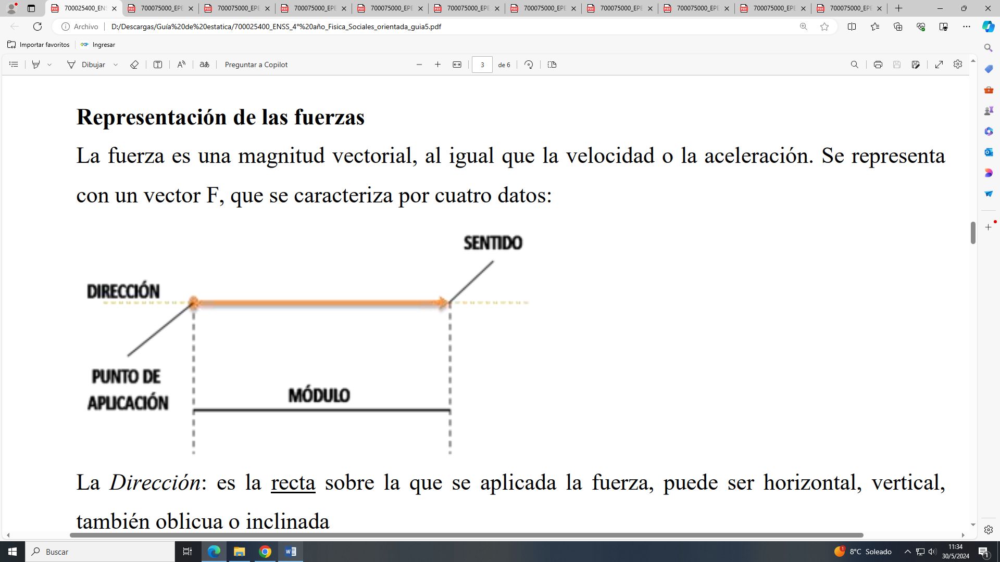 700025400_ENS
700075000_EPE
700075000_EPE
700075000_EPE
700075000_EPE
700075000_EPE
700075000_EPE
700075000_EPE
700075000_EPE
700075000_EPE
700075000_EPE
Archivo D:/Descargas/Guía%20de%20estatica/700025400_ENSS_4°%20año_Fisica_Sociales_orientada_guia5.pdf
Importar favoritos Ingresar
Dibujar Preguntar a Copilot 3 de 6
Representación de las fuerzas
La fuerza es una magnitud vectorial, al igual que la velocidad o la aceleración. Se representa
con un vector F, que se caracteriza por cuatro datos:
SENTIDO
DIRECCIÓN
PUNTO DE
APLICACIÓN
MÓDULO
La Dirección: es la recta sobre la que se aplicada la fuerza, puede ser horizontal, vertical,
también oblicua o inclinada
Buscar
1
8°C Soleado
11:34
30/5/2024
1